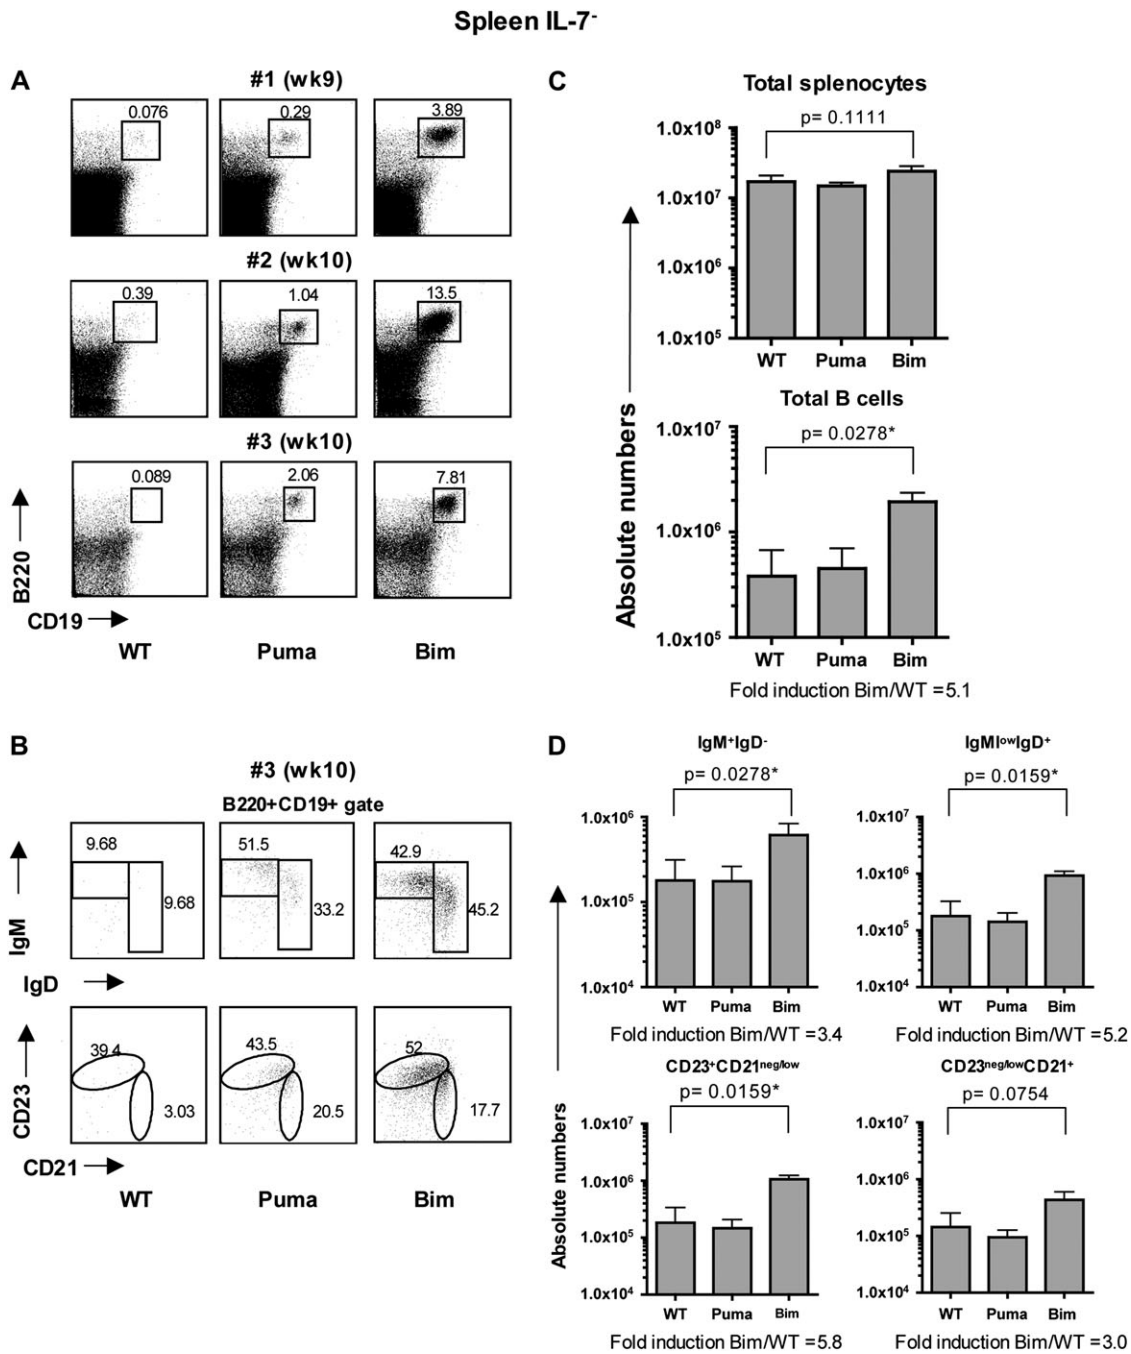 Spleen IL-7-
A
#1 (wk9)
0.076
0.29
3.89
#2 (wk10)
0.39
1.04
13.5
#3 (wk10)
0.089
2.06
7.81
B220
CD19
WT
Puma
Bim
B
#3 (wk10)
B220+CD19+ gate
9.68
51.5
42.9
9.68
33.2
45.2
IgM
IgD
39.4
43.5
52
3.03
20.5
17.7
CD23
CD21
WT
Puma
Bim
C
Total splenocytes
p= 0.1111
1.0x10⁸
1.0x10⁷
1.0x10⁶
1.0x10⁵
WT
Puma
Bim
Total B cells
p= 0.0278*
1.0x10⁷
1.0x10⁶
1.0x10⁵
WT
Puma
Bim
Absolute numbers
Fold induction Bim/WT =5.1
D
IgM⁺IgD⁻
p= 0.0278*
1.0x10⁶
1.0x10⁵
1.0x10⁴
WT
Puma
Bim
Fold induction Bim/WT =3.4
IgMlᵒʷIgD⁺
p= 0.0159*
1.0x10⁷
1.0x10⁶
1.0x10⁵
1.0x10⁴
WT
Puma
Bim
Fold induction Bim/WT =5.2
CD23⁺CD21neg/low
p= 0.0159*
1.0x10⁷
1.0x10⁶
1.0x10⁵
1.0x10⁴
WT
Puma
Bim
Fold induction Bim/WT =5.8
CD23neg/lowCD21⁺
p= 0.0754
1.0x10⁷
1.0x10⁶
1.0x10⁵
1.0x10⁴
WT
Puma
Bim
Fold induction Bim/WT =3.0
Absolute numbers